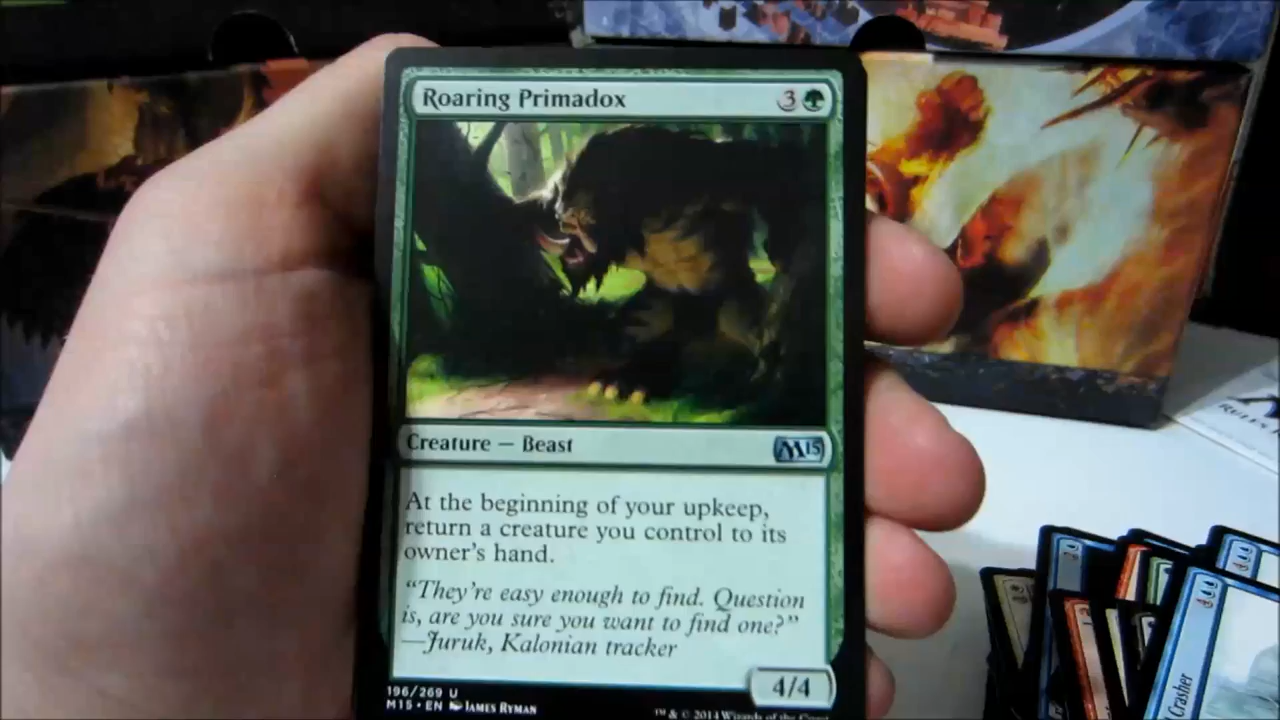 Roaring Primadox 3
Creature — Beast M15
At the beginning of your upkeep,
return a creature you control to its
owner's hand.
"They're easy enough to find. Question
is, are you sure you want to find one?"
—Juruk, Kalonian tracker
4/4
196/269 U
M15 • EN James Ryman
™ & © 2014 Wizards of the Coast
Crasher